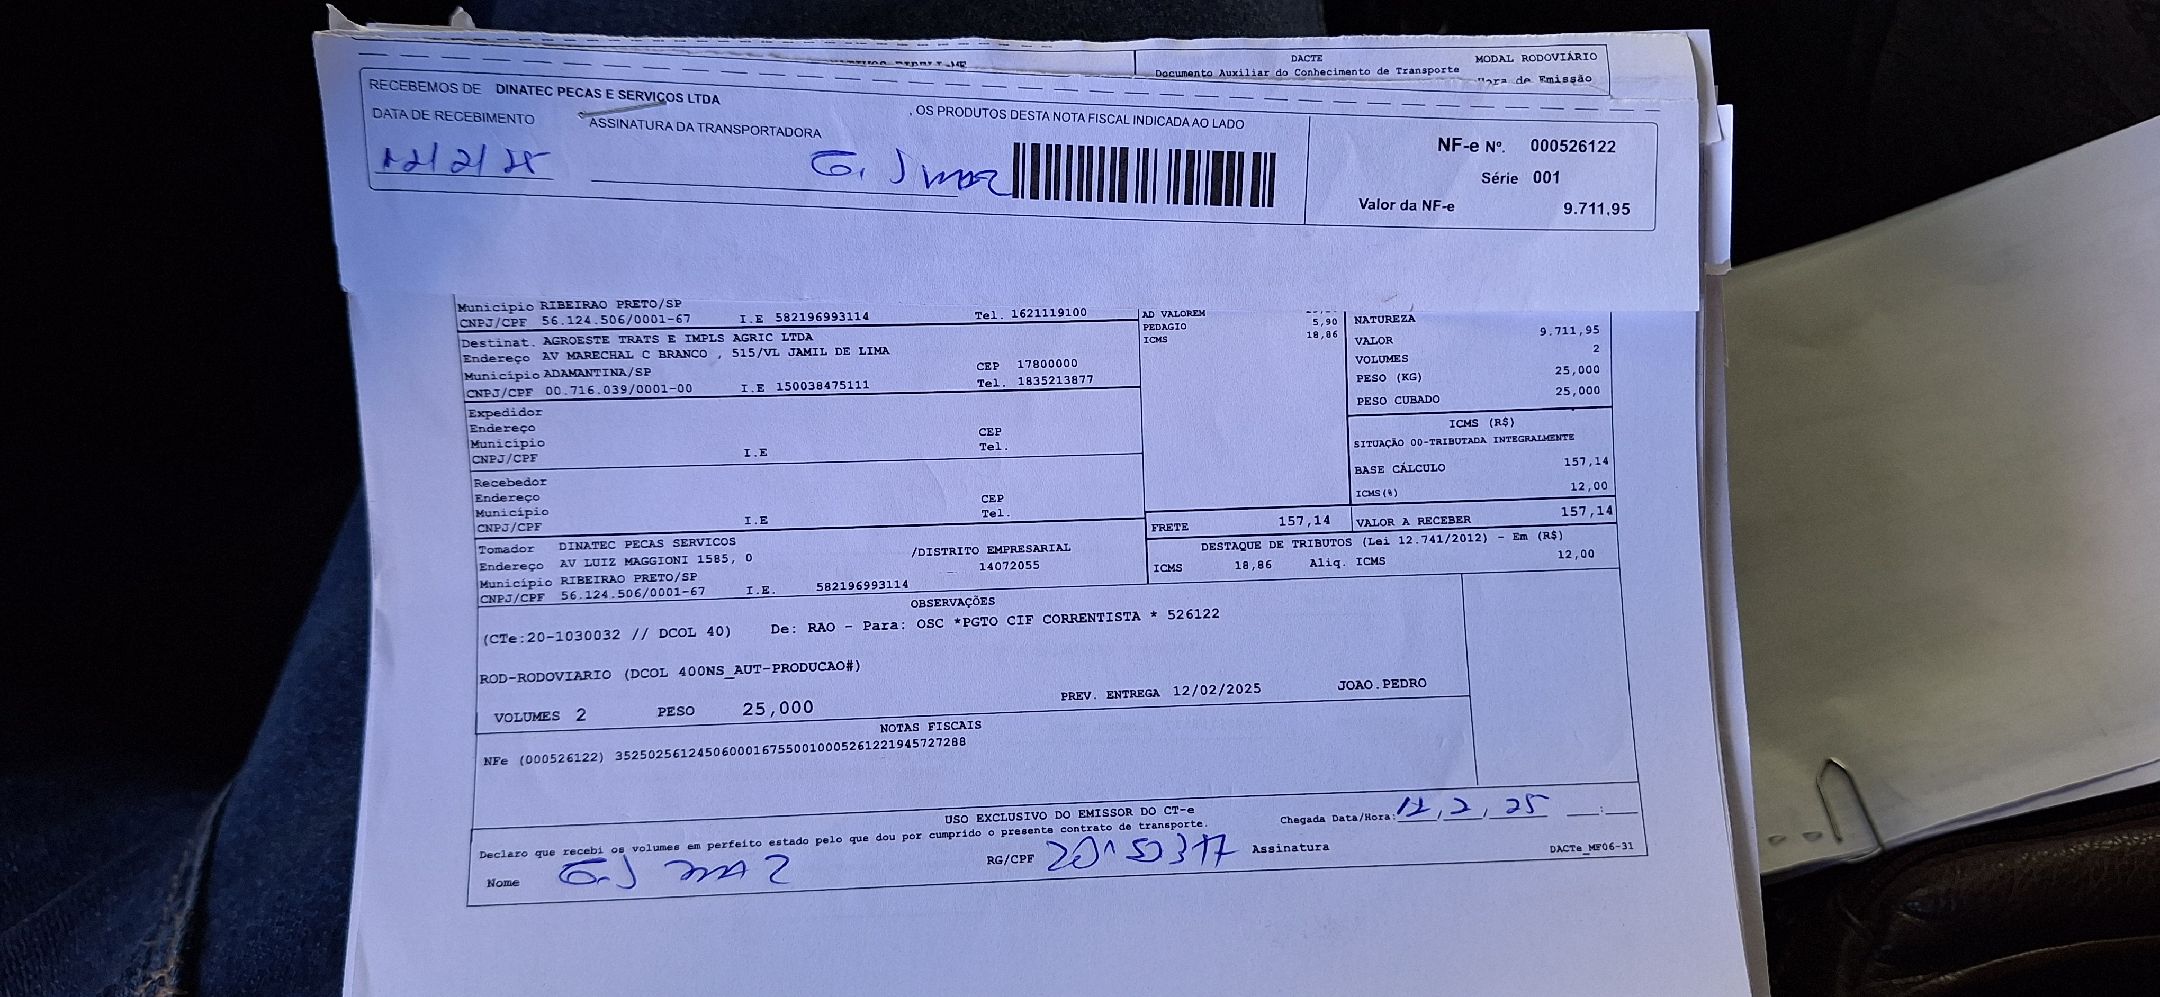 DACTE
MODAL RODOVIÁRIO
Documento Auxiliar do Conhecimento de Transporte
de Emissão
RECEBEMOS DE DINATEC PECAS E SERVIÇOS LTDA
, OS PRODUTOS DESTA NOTA FISCAL INDICADA AO LADO
DATA DE RECEBIMENTO
ASSINATURA DA TRANSPORTADORA
12/2/25
NF-e Nº. 000526122
Série 001
Valor da NF-e 9.711,95
Município RIBEIRAO PRETO/SP
CNPJ/CPF 56.124.506/0001-67 I.E 582196993114 Tel. 1621119100
Destinat. AGROESTE TRATS E IMPLS AGRIC LTDA
Endereço AV MARECHAL C BRANCO , 515/VL JAMIL DE LIMA
Município ADAMANTINA/SP CEP 17800000
CNPJ/CPF 00.716.039/0001-00 I.E 150038475111 Tel. 1835213877
Expedidor
Endereço CEP
Município Tel.
CNPJ/CPF I.E
Recebedor
Endereço CEP
Município Tel.
CNPJ/CPF I.E
Tomador DINATEC PECAS SERVICOS
Endereço AV LUIZ MAGGIONI 1585, 0 /DISTRITO EMPRESARIAL
Município RIBEIRAO PRETO/SP 14072055
CNPJ/CPF 56.124.506/0001-67 I.E. 582196993114
AD VALOREM
PEDAGIO 5,90
ICMS 18,86
NATUREZA
VALOR 9.711,95
VOLUMES 2
PESO (KG) 25,000
PESO CUBADO 25,000
ICMS (R$)
SITUAÇÃO 00-TRIBUTADA INTEGRALMENTE
BASE CÁLCULO 157,14
ICMS(%) 12,00
FRETE 157,14 VALOR A RECEBER 157,14
DESTAQUE DE TRIBUTOS (Lei 12.741/2012) - Em (R$)
ICMS 18,86 Aliq. ICMS 12,00
OBSERVAÇÕES
(CTe:20-1030032 // DCOL 40) De: RAO - Para: OSC *PGTO CIF CORRENTISTA * 526122
ROD-RODOVIARIO (DCOL 400NS_AUT-PRODUCAO#)
VOLUMES 2 PESO 25,000 PREV. ENTREGA 12/02/2025 JOAO.PEDRO
NOTAS FISCAIS
NFe (000526122) 35250256124506000167550010005261221945727288
USO EXCLUSIVO DO EMISSOR DO CT-e
Declaro que recebi os volumes em perfeito estado pelo que dou por cumprido o presente contrato de transporte.
Chegada Data/Hora: 12, 2, 25 :
Nome
RG/CPF 20150317 Assinatura
DACTe_MF06-31